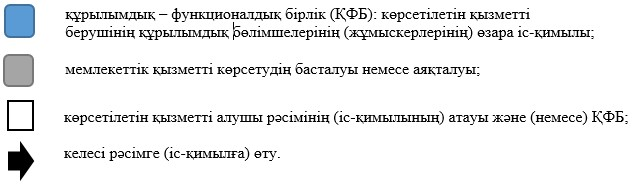 құрылымдық – функционалдық бірлік (ҚФБ): көрсетілетін қызметті
берушінің құрылымдық бөлімшелерінің (жұмыскерлерінің) өзара іс-қимылы;
мемлекеттік қызметті көрсетудің басталуы немесе аяқталуы;
көрсетілетін қызметті алушы рәсімінің (іс-қимылының) атауы және (немесе) ҚФБ;
келесі рәсімге (іс-қимылға) өту.